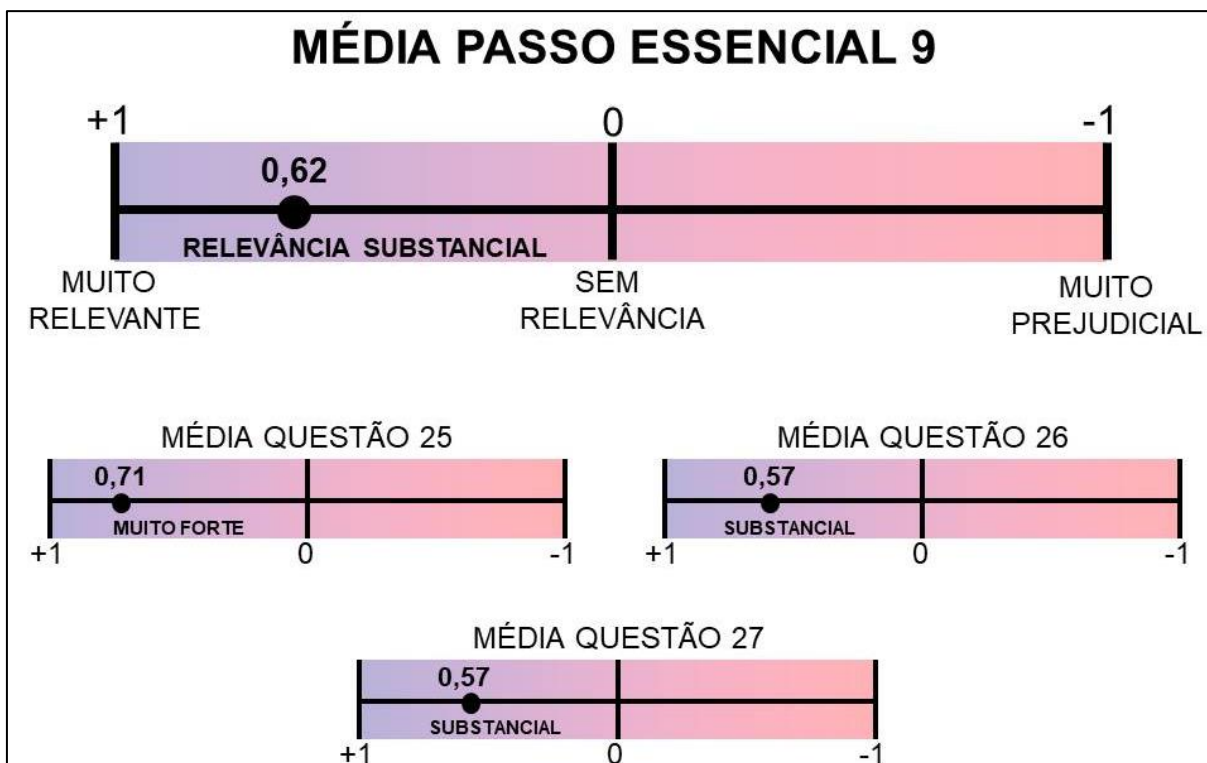 MÉDIA PASSO ESSENCIAL 9
+1 0 -1
0,62
RELEVÂNCIA SUBSTANCIAL
MUITO
RELEVANTE
SEM
RELEVÂNCIA
MUITO
PREJUDICIAL
MÉDIA QUESTÃO 25
0,71
MUITO FORTE
+1 0 -1
MÉDIA QUESTÃO 26
0,57
SUBSTANCIAL
+1 0 -1
MÉDIA QUESTÃO 27
0,57
SUBSTANCIAL
+1 0 -1